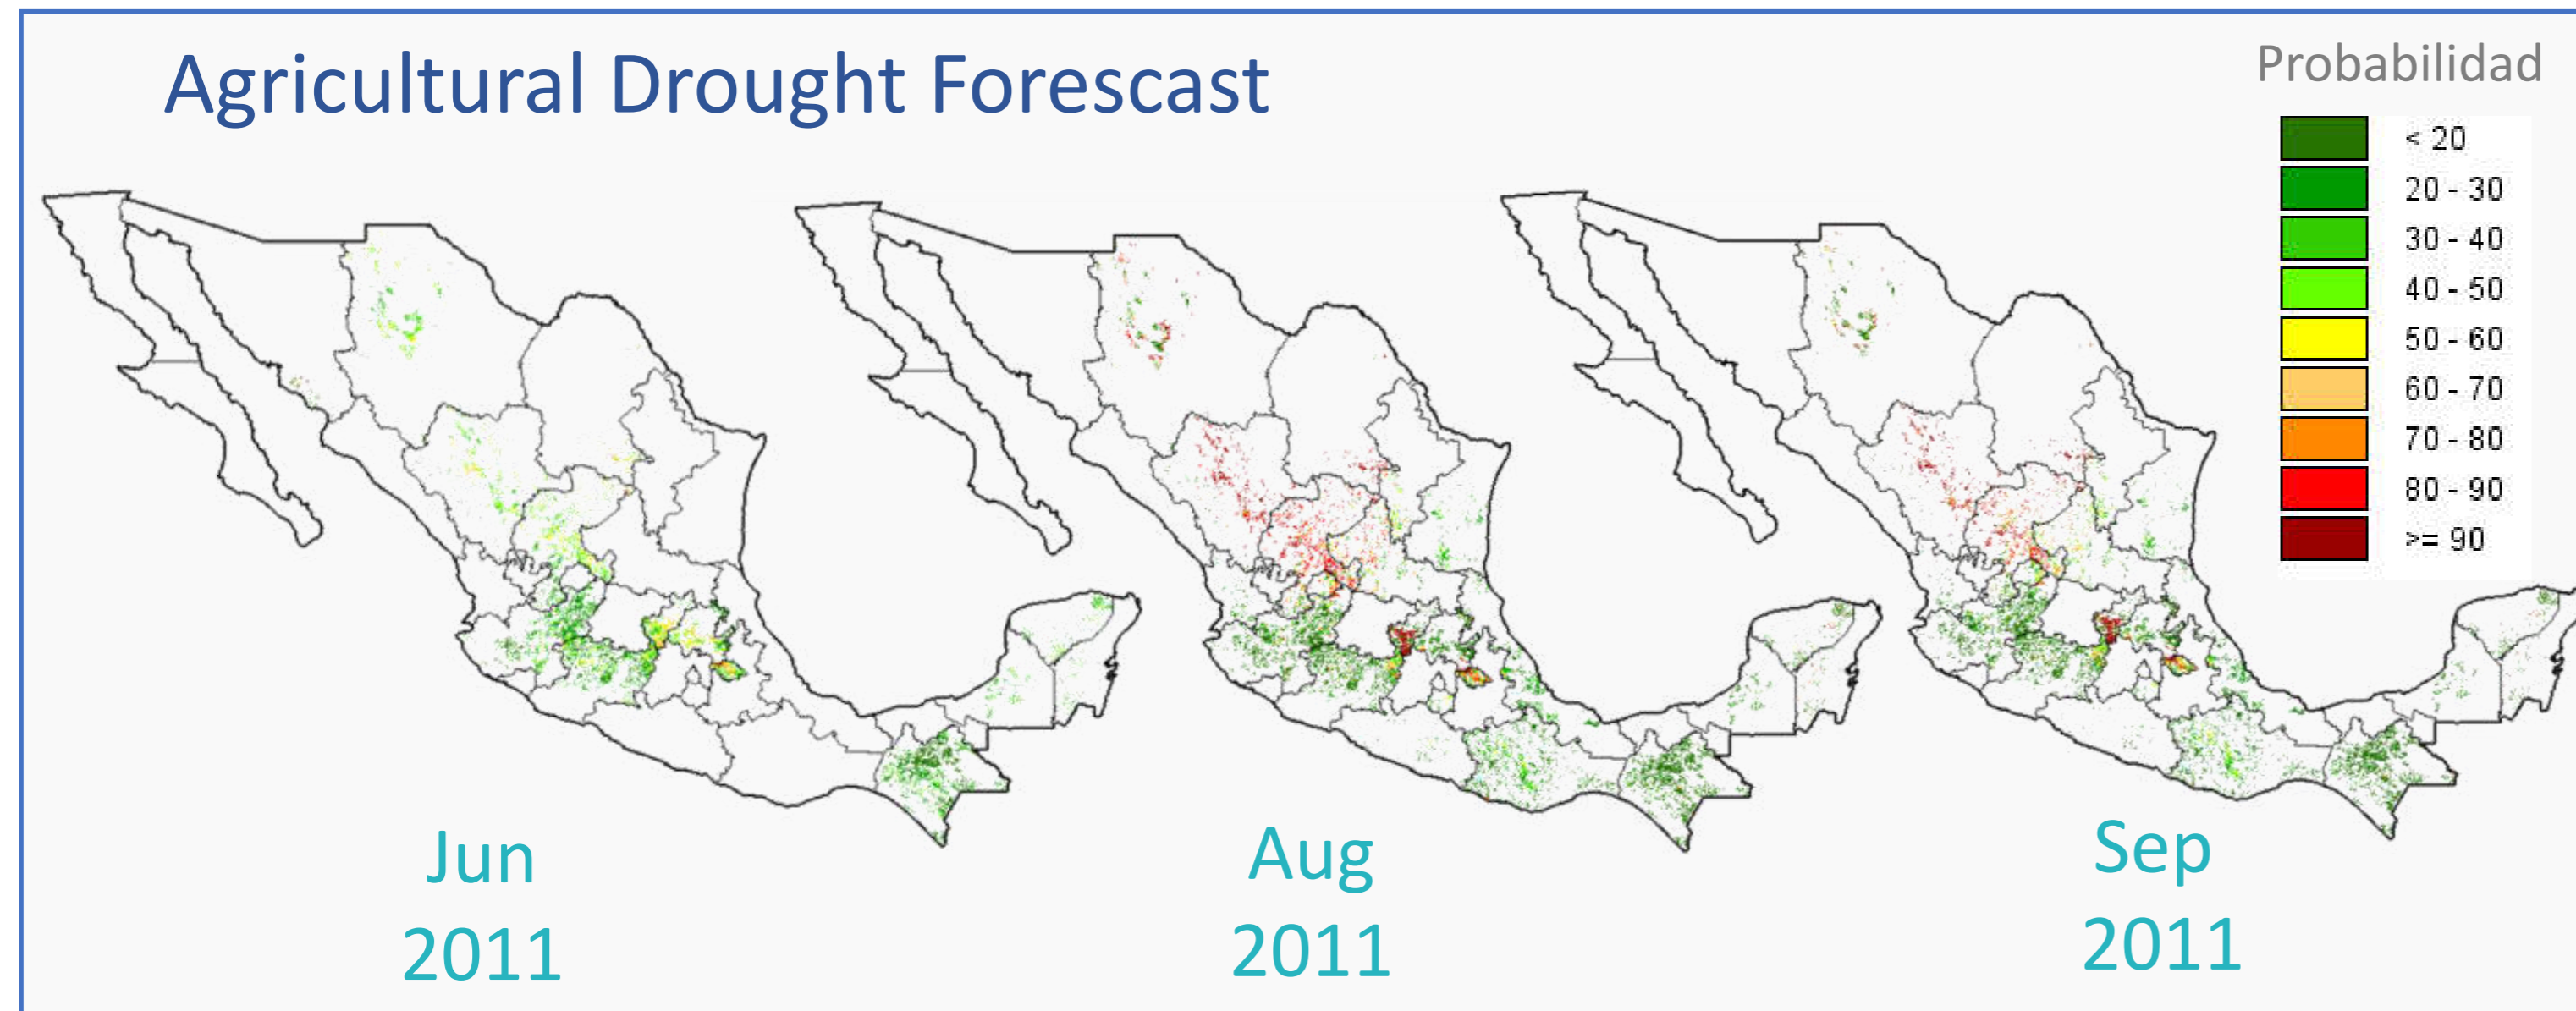 Agricultural Drought Forescast
Probabilidad
< 20
20 - 30
30 - 40
40 - 50
50 - 60
60 - 70
70 - 80
80 - 90
>= 90
Jun
2011
Aug
2011
Sep
2011